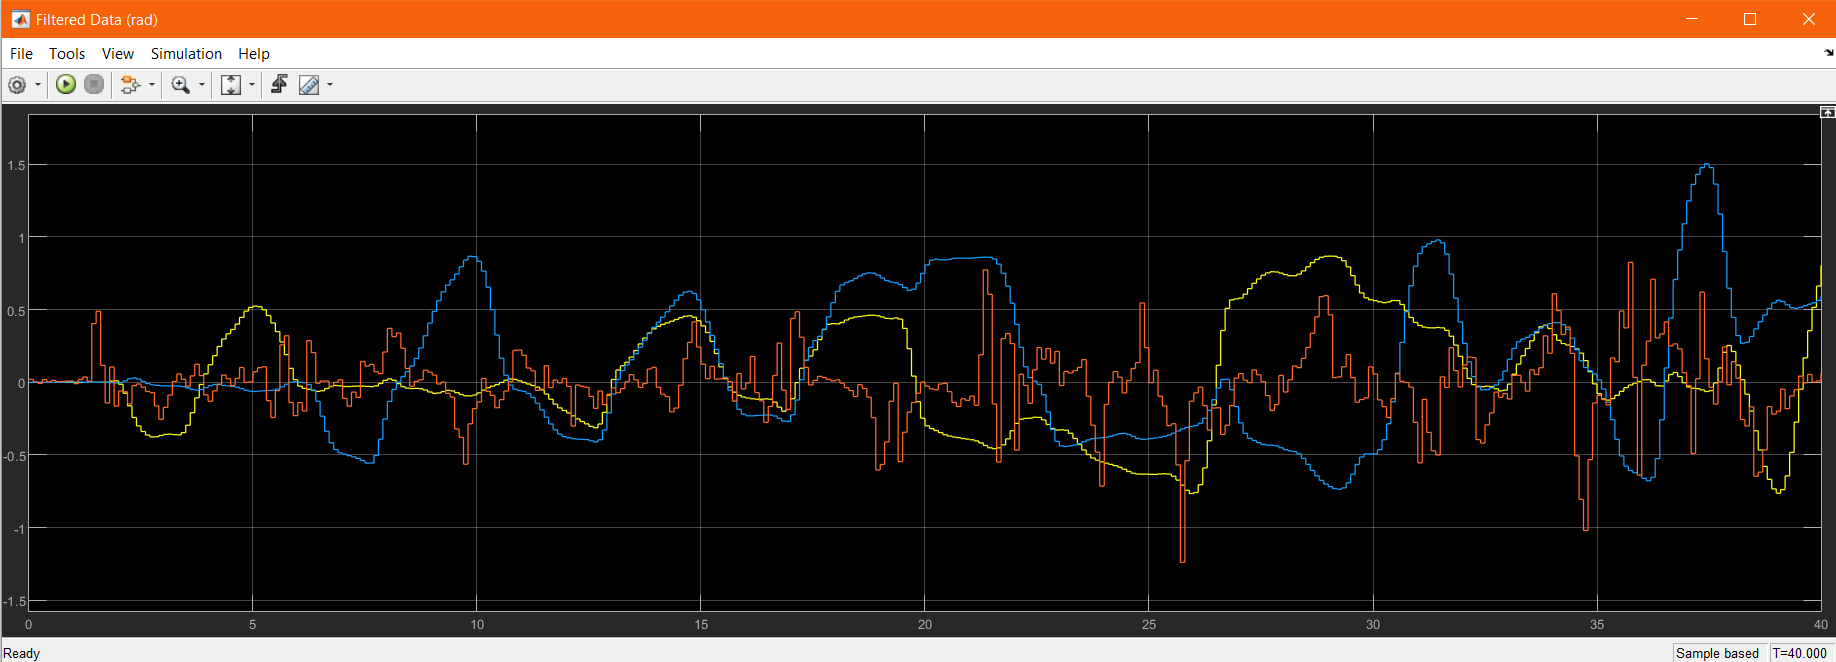 Filtered Data (rad)
File Tools View Simulation Help
1.5
1
0.5
0
-0.5
-1
-1.5
0 5 10 15 20 25 30 35 40
Ready
Sample based T=40.000